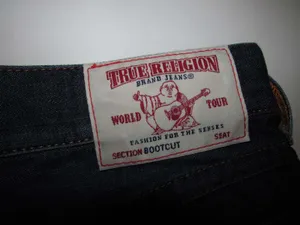 TRUE RELIGION
BRAND JEANS®
WORLD TOUR
FASHION FOR THE SENSES
SECTION BOOTCUT SEAT